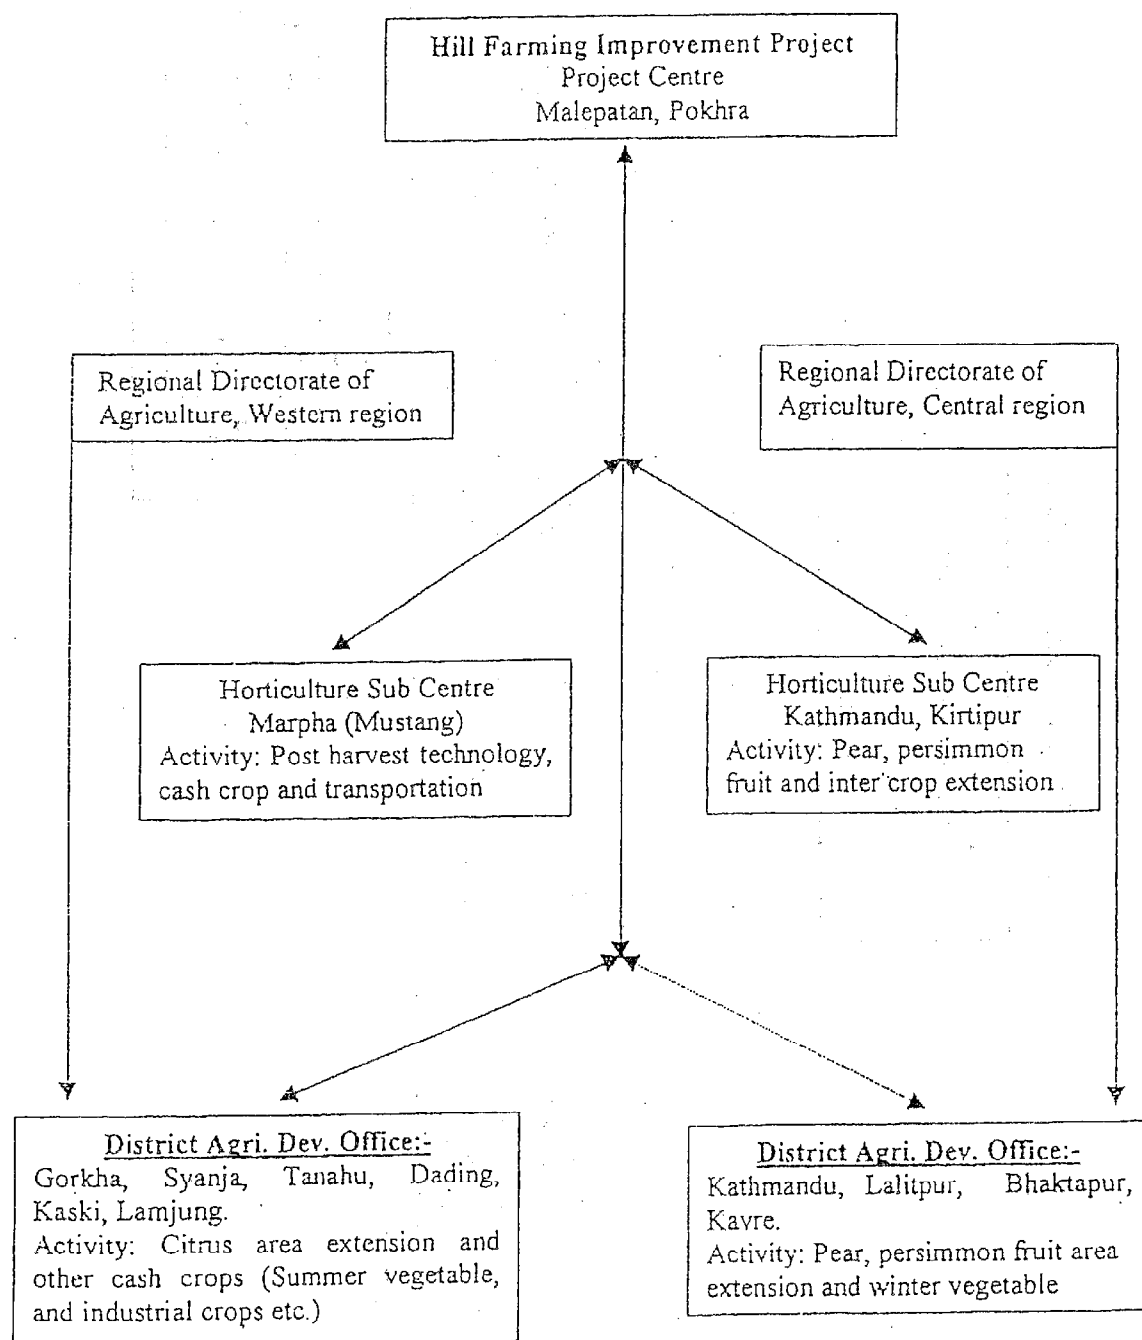 Hill Farming Improvement Project
Project Centre
Malepatan, Pokhra
Regional Directorate of
Agriculture, Western region
Regional Directorate of
Agriculture, Central region
Horticulture Sub Centre
Marpha (Mustang)
Activity: Post harvest technology,
cash crop and transportation
Horticulture Sub Centre
Kathmandu, Kirtipur
Activity: Pear, persimmon
fruit and inter crop extension
District Agri. Dev. Office:-
Gorkha, Syanja, Tanahu, Dading,
Kaski, Lamjung.
Activity: Citrus area extension and
other cash crops (Summer vegetable,
and industrial crops etc.)
District Agri. Dev. Office:-
Kathmandu, Lalitpur, Bhaktapur,
Kavre.
Activity: Pear, persimmon fruit area
extension and winter vegetable